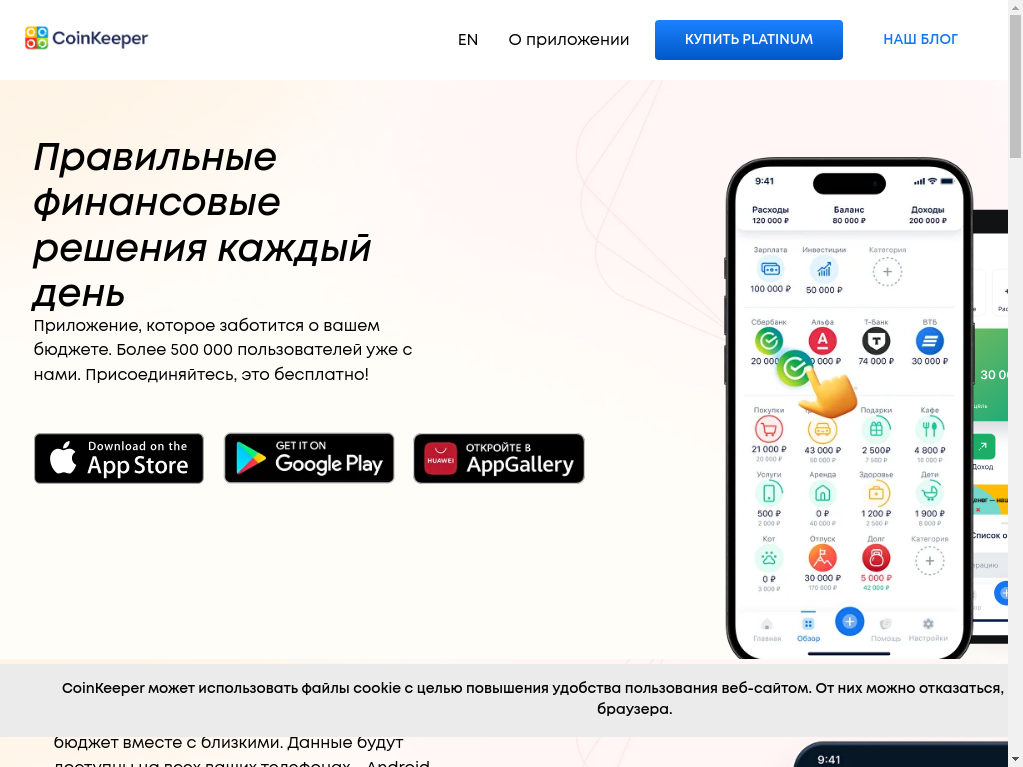 CoinKeeper
EN
О приложении
КУПИТЬ PLATINUM
НАШ БЛОГ
Правильные
финансовые
решения каждый
день
Приложение, которое заботится о вашем
бюджете. Более 500 000 пользователей уже с
нами. Присоединяйтесь, это бесплатно!
Download on the
App Store
GET IT ON
Google Play
HUAWEI
ОТКРОЙТЕ В
AppGallery
9:41
Расходы Баланс Доходы
120 000 ₽ 80 000 ₽ 200 000 ₽
Зарплата Инвестиции Категория
100 000 ₽ 50 000 ₽
Сбербанк Альфа Т-Банк ВТБ
74 000 ₽ 30 000 ₽
Покупки Подарки Кафе
21 000 ₽ 43 000 ₽ 2 500₽ 4 800 ₽
20 000 ₽ 50 000 ₽ 7 500 ₽ 10 000 ₽
Услуги Аренда Здоровье Дети
500 ₽ 0 ₽ 1 200 ₽ 1 900 ₽
2 000 ₽ 40 000 ₽ 2 500 ₽ 8 000 ₽
Кот Отпуск Долг Категория
0 ₽ 30 000 ₽ 5 000 ₽
3 000 ₽ 170 000 ₽ 42 000 ₽
Главная Обзор Помощь Настройки
30 00
Доход
Список о
CoinKeeper может использовать файлы cookie с целью повышения удобства пользования веб-сайтом. От них можно отказаться,
браузера.
бюджет вместе с близкими. Данные будут
доступны на всех ваших телефонах – Android
9:41